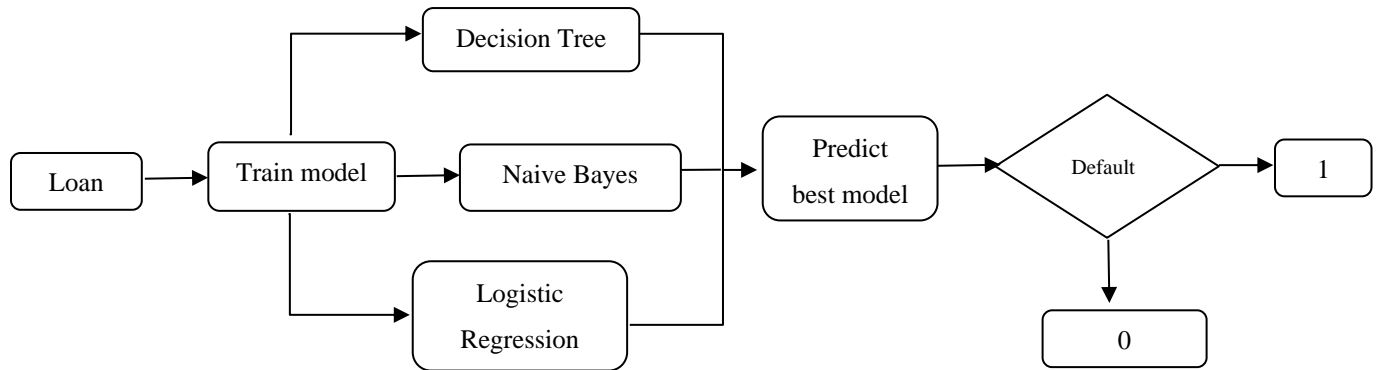 Decision Tree
Loan
Train model
Naive Bayes
Logistic
Regression
Predict
best model
Default
1
0